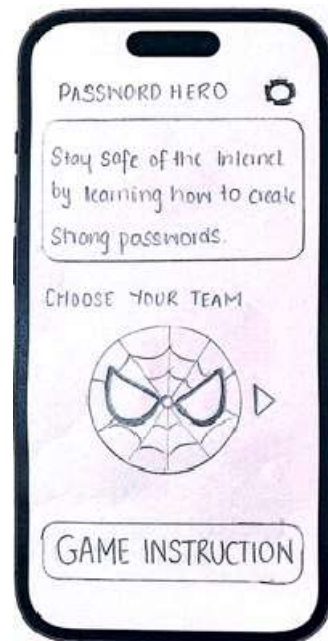 PASSWORD HERO
Stay safe of the Internet
by learning how to create
Strong passwords.
CHOOSE YOUR TEAM
GAME INSTRUCTION